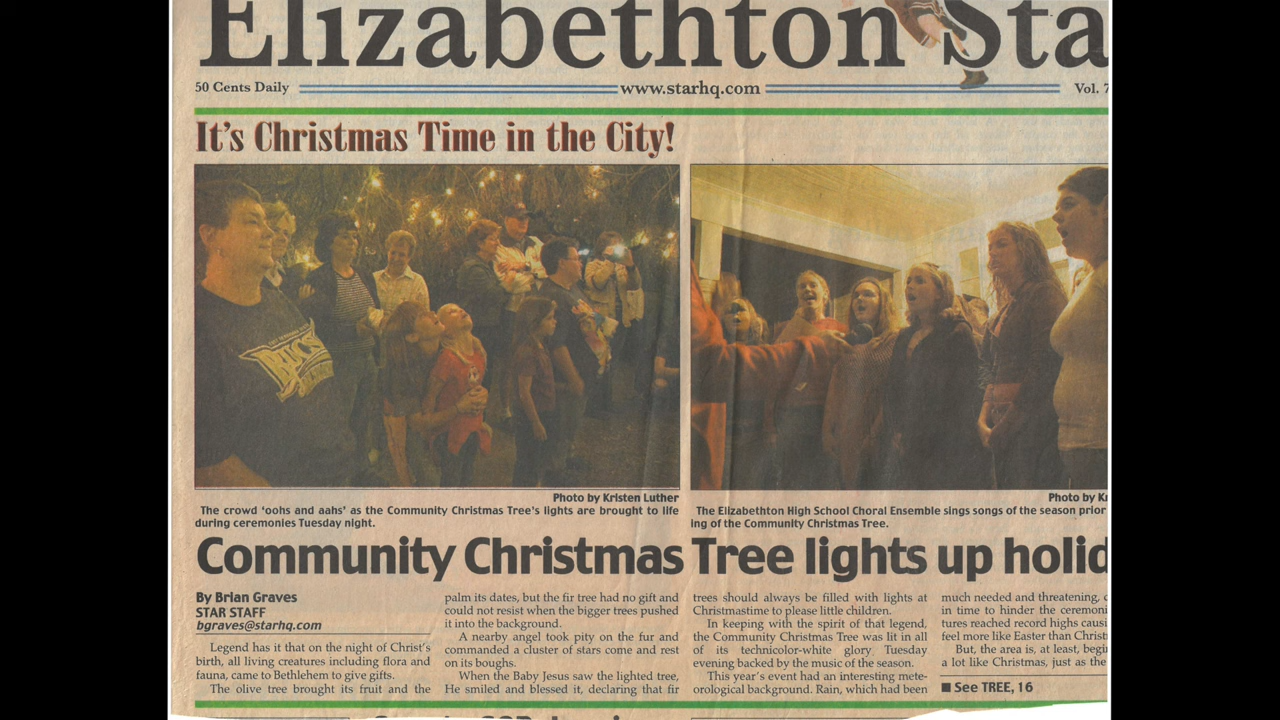 Elizabethton Sta
50 Cents Daily
www.starhq.com
Vol. 7
It's Christmas Time in the City!
Photo by Kristen Luther
The crowd 'oohs and aahs' as the Community Christmas Tree's lights are brought to life
during ceremonies Tuesday night.
Photo by Kr
The Elizabethton High School Choral Ensemble sings songs of the season prior
ing of the Community Christmas Tree.
Community Christmas Tree lights up holid
By Brian Graves
STAR STAFF
bgraves@starhq.com
Legend has it that on the night of Christ's
birth, all living creatures including flora and
fauna, came to Bethlehem to give gifts.
The olive tree brought its fruit and the
palm its dates, but the fir tree had no gift and
could not resist when the bigger trees pushed
it into the background.
A nearby angel took pity on the fur and
commanded a cluster of stars come and rest
on its boughs.
When the Baby Jesus saw the lighted tree,
He smiled and blessed it, declaring that fir
trees should always be filled with lights at
Christmastime to please little children.
In keeping with the spirit of that legend,
the Community Christmas Tree was lit in all
of its technicolor-white glory Tuesday
evening backed by the music of the season.
This year's event had an interesting mete-
orological background. Rain, which had been
much needed and threatening,
in time to hinder the ceremoni
tures reached record highs causi
feel more like Easter than Christ
But, the area is, at least, begi
a lot like Christmas, just as the
■ See TREE, 16